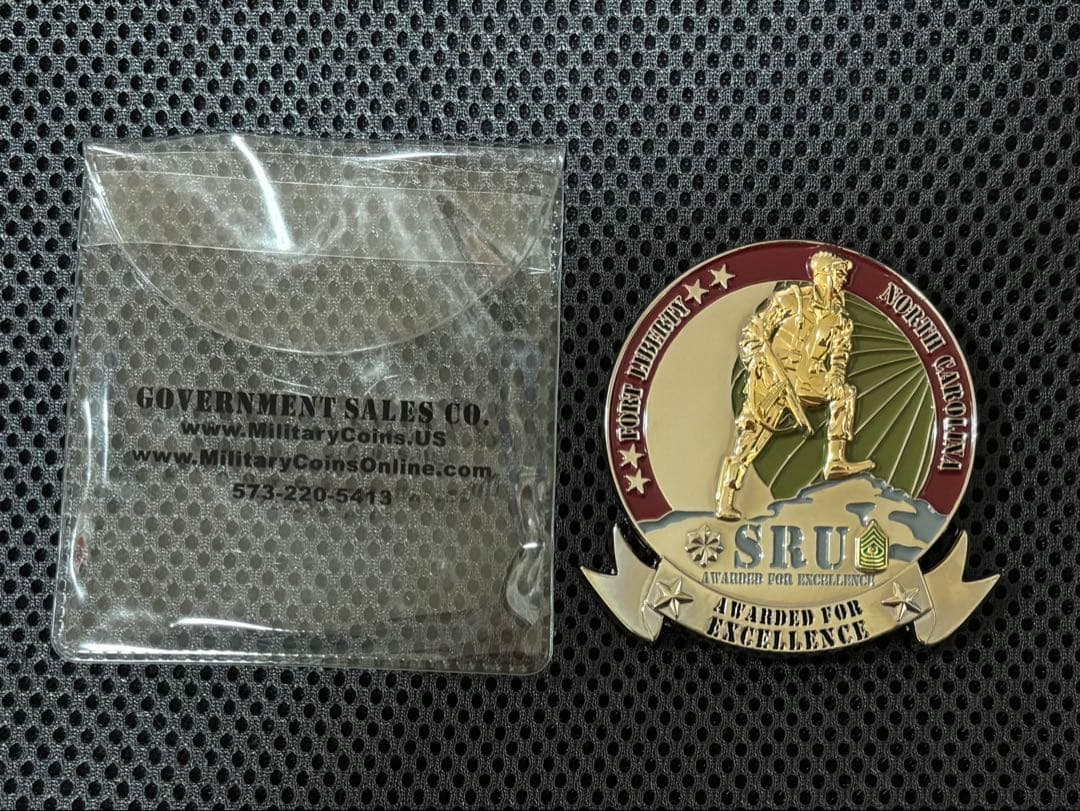 GOVERNMENT SALES CO.
www.MilitaryCoins.US
www.MilitaryCoinsOnline.com
573-220-5413
FORT LIBERTY
NORTH CAROLINA
SRU
AWARDED FOR EXCELLENCE
AWARDED FOR
EXCELLENCE